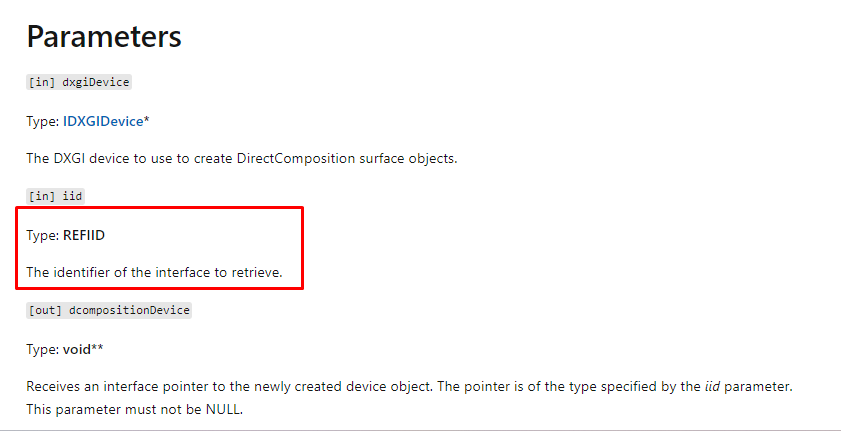 Parameters
[in] dxgiDevice
Type: IDXGIDevice*
The DXGI device to use to create DirectComposition surface objects.
[in] iid
Type: REFIID
The identifier of the interface to retrieve.
[out] dcompositionDevice
Type: void**
Receives an interface pointer to the newly created device object. The pointer is of the type specified by the iid parameter.
This parameter must not be NULL.